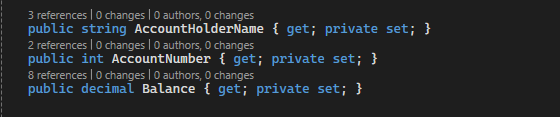 3 references | 0 changes | 0 authors, 0 changes
public string AccountHolderName { get; private set; }
2 references | 0 changes | 0 authors, 0 changes
public int AccountNumber { get; private set; }
8 references | 0 changes | 0 authors, 0 changes
public decimal Balance { get; private set; }